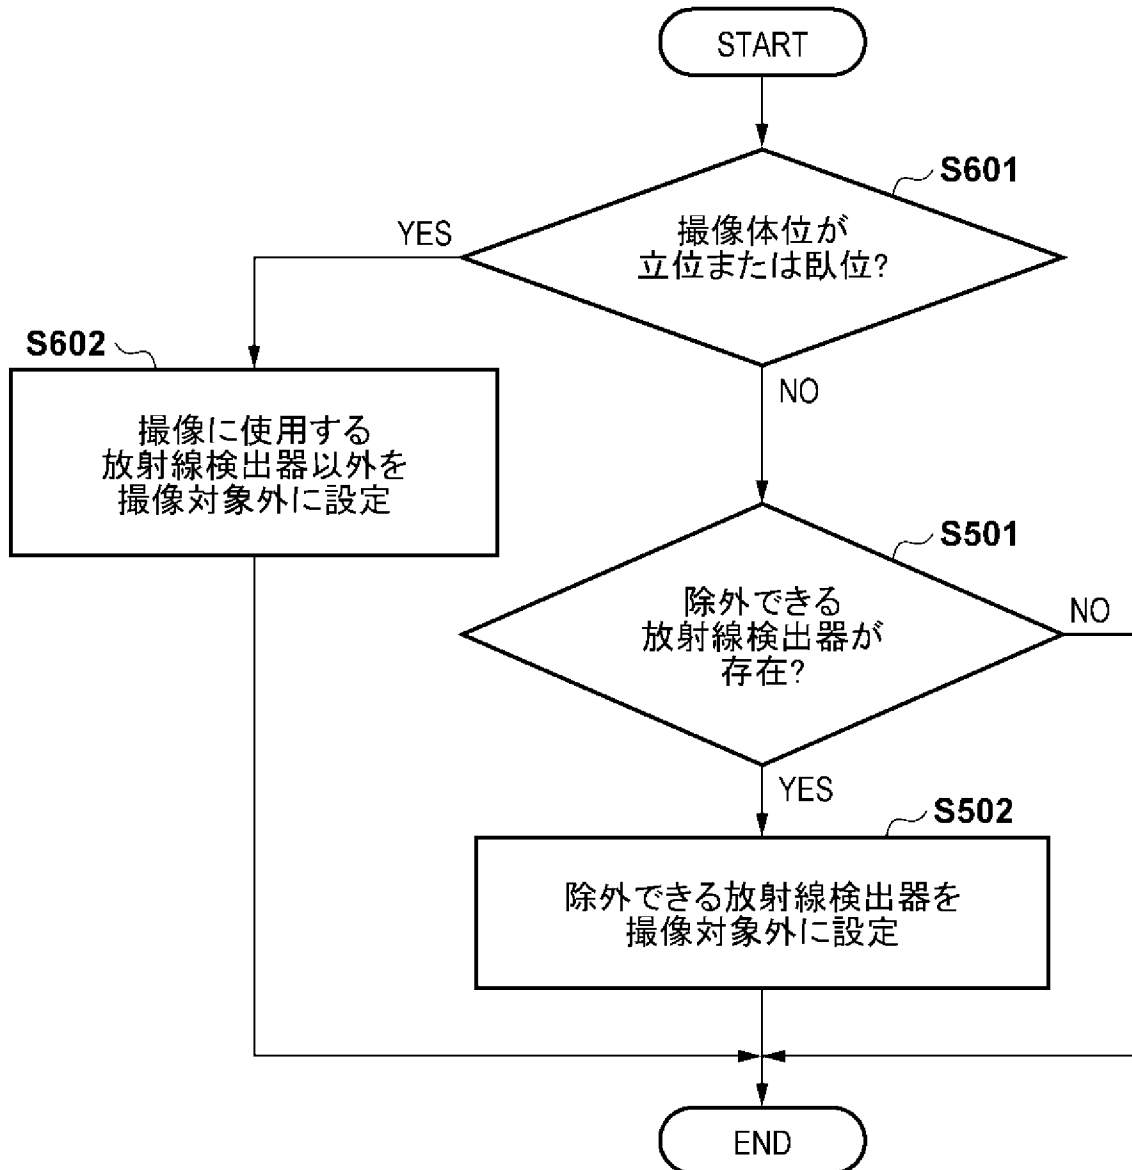 START
S601
撮像体位が
立位または臥位?
YES
NO
S602
撮像に使用する
放射線検出器以外を
撮像対象外に設定
S501
除外できる
放射線検出器が
存在?
NO
YES
S502
除外できる放射線検出器を
撮像対象外に設定
END